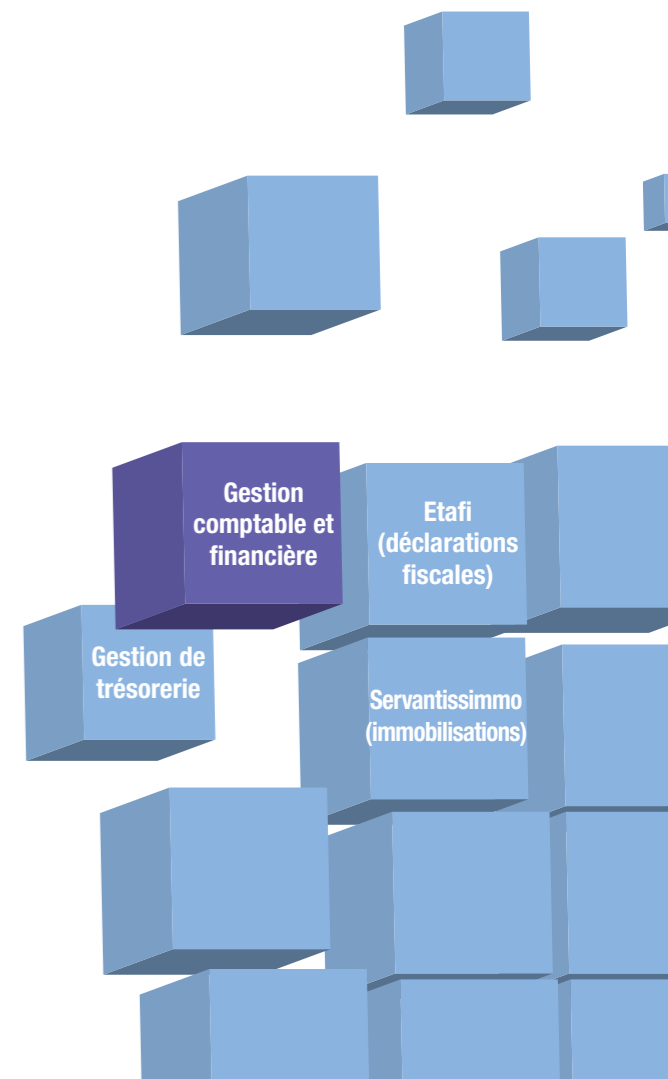 Gestion
comptable et
financière
Etafi
(déclarations
fiscales)
Gestion de
trésorerie
Servantissimmo
(immobilisations)